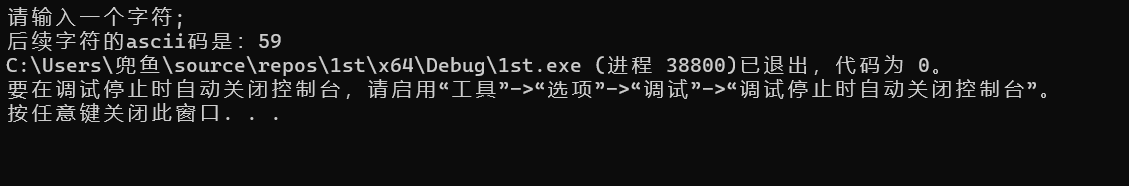 请输入一个字符;
后续字符的ascii码是: 59
C:\Users\兜鱼\source\repos\1st\x64\Debug\1st.exe (进程 38800)已退出，代码为 0。
要在调试停止时自动关闭控制台，请启用“工具”->“选项”->“调试”->“调试停止时自动关闭控制台”。
按任意键关闭此窗口. . .